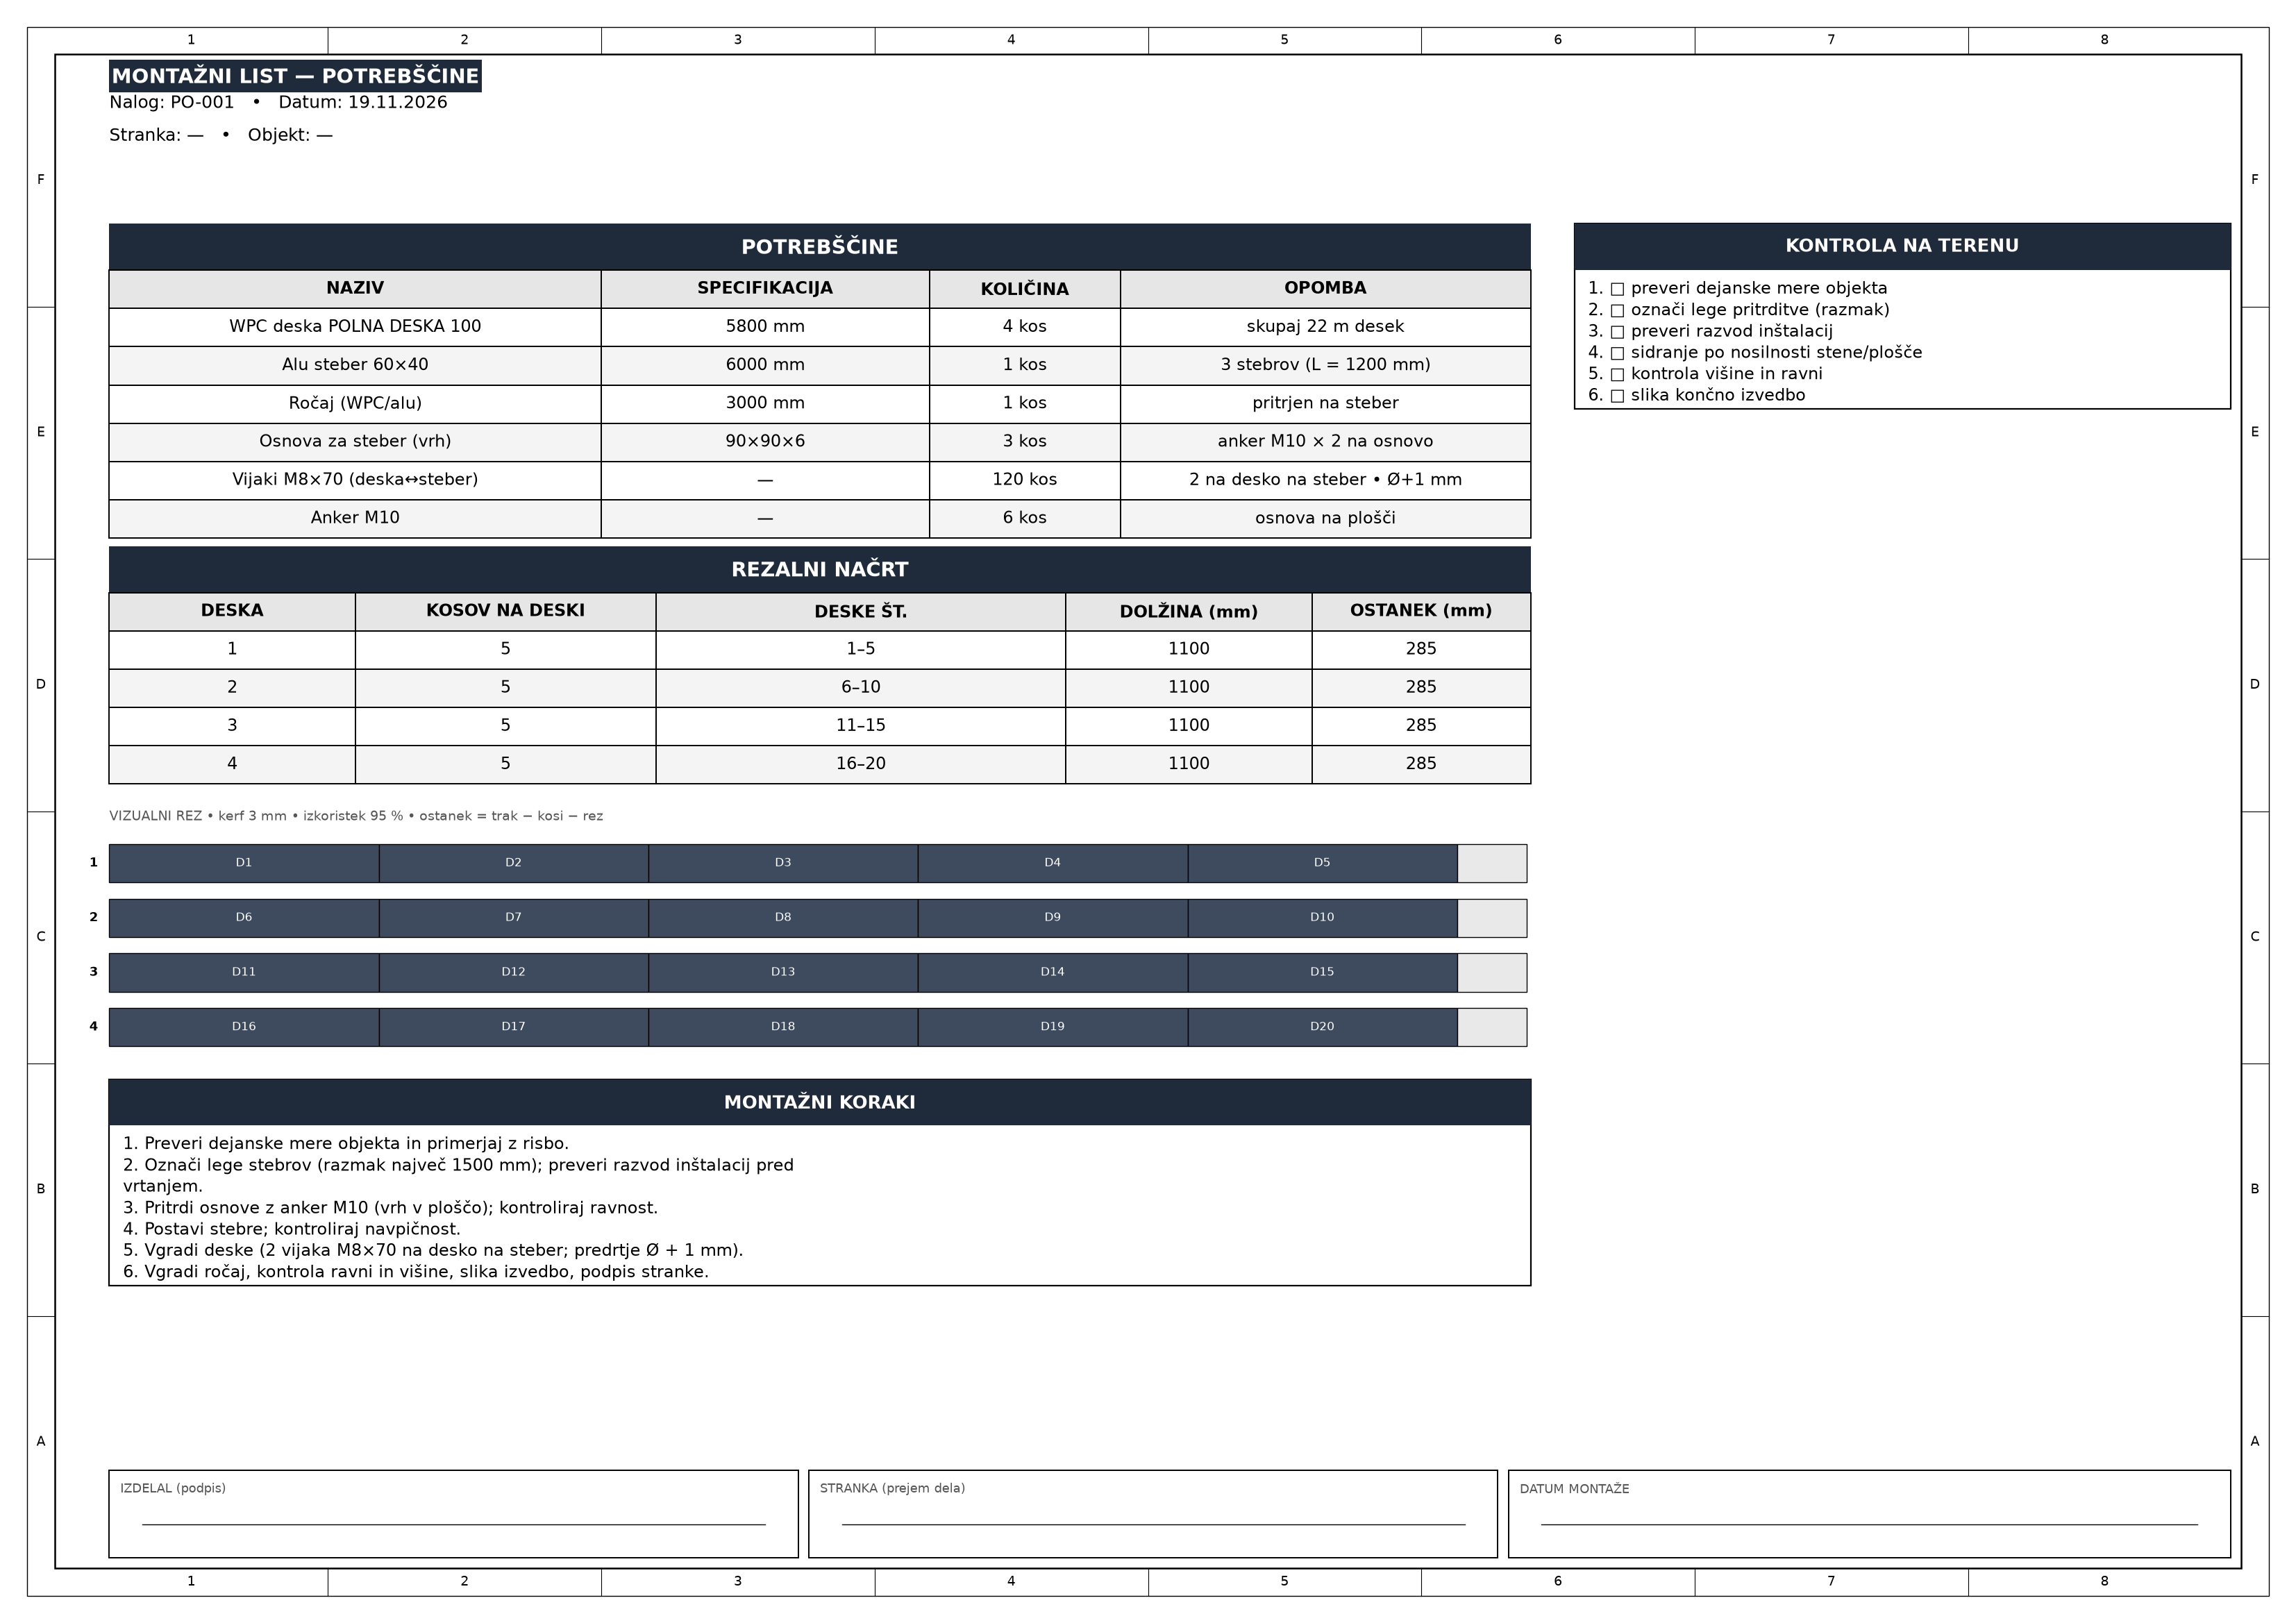 1 2 3 4 5 6 7 8
MONTAŽNI LIST — POTREBŠČINE
Nalog: PO-001 • Datum: 19.11.2026
Stranka: — • Objekt: —
F F
POTREBŠČINE
NAZIV SPECIFIKACIJA KOLIČINA OPOMBA
WPC deska POLNA DESKA 100 5800 mm 4 kos skupaj 22 m desek
Alu steber 60×40 6000 mm 1 kos 3 stebrov (L = 1200 mm)
Ročaj (WPC/alu) 3000 mm 1 kos pritrjen na steber
Osnova za steber (vrh) 90×90×6 3 kos anker M10 × 2 na osnovo
Vijaki M8×70 (deska↔steber) — 120 kos 2 na desko na steber • Ø+1 mm
Anker M10 — 6 kos osnova na plošči
KONTROLA NA TERENU
1. □ preveri dejanske mere objekta
2. □ označi lege pritrditve (razmak)
3. □ preveri razvod inštalacij
4. □ sidranje po nosilnosti stene/plošče
5. □ kontrola višine in ravni
6. □ slika končno izvedbo
E E
REZALNI NAČRT
DESKA KOSOV NA DESKI DESKE ŠT. DOLŽINA (mm) OSTANEK (mm)
1 5 1–5 1100 285
2 5 6–10 1100 285
3 5 11–15 1100 285
4 5 16–20 1100 285
D D
VIZUALNI REZ • kerf 3 mm • izkoristek 95 % • ostanek = trak − kosi − rez
1 D1 D2 D3 D4 D5
2 D6 D7 D8 D9 D10
3 D11 D12 D13 D14 D15
4 D16 D17 D18 D19 D20
C C
MONTAŽNI KORAKI
1. Preveri dejanske mere objekta in primerjaj z risbo.
2. Označi lege stebrov (razmak največ 1500 mm); preveri razvod inštalacij pred
vrtanjem.
3. Pritrdi osnove z anker M10 (vrh v ploščo); kontroliraj ravnost.
4. Postavi stebre; kontroliraj navpičnost.
5. Vgradi deske (2 vijaka M8×70 na desko na steber; predrtje Ø + 1 mm).
6. Vgradi ročaj, kontrola ravni in višine, slika izvedbo, podpis stranke.
B B
A A
IZDELAL (podpis) STRANKA (prejem dela) DATUM MONTAŽE
1 2 3 4 5 6 7 8